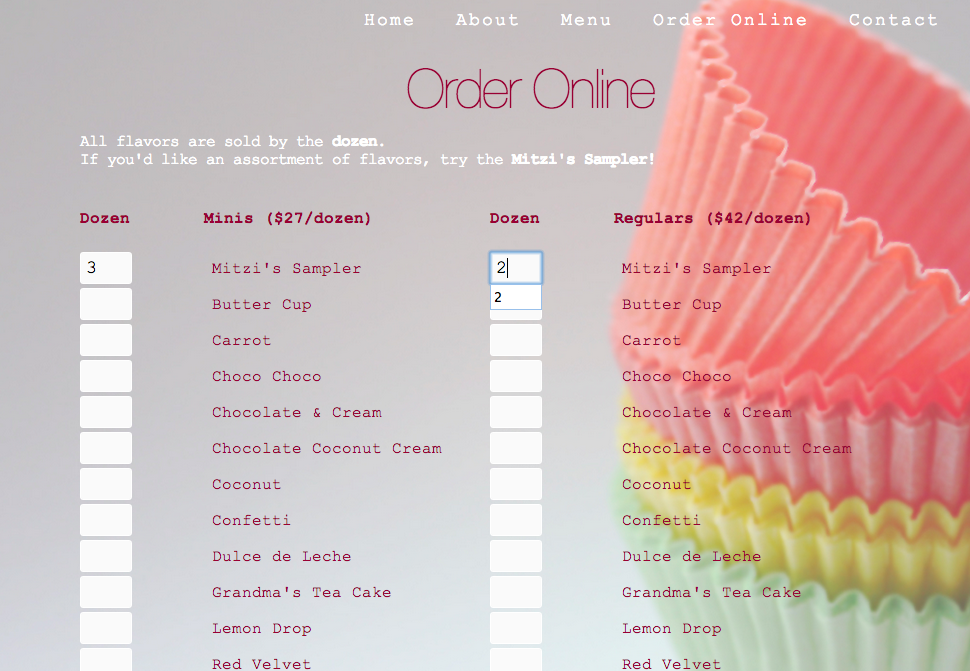 Home About Menu Order Online Contact
Order Online
All flavors are sold by the dozen.
If you'd like an assortment of flavors, try the Mitzi's Sampler!
Dozen Minis ($27/dozen) Dozen Regulars ($42/dozen)
3 Mitzi's Sampler 2 Mitzi's Sampler
2
Butter Cup Butter Cup
Carrot Carrot
Choco Choco Choco Choco
Chocolate & Cream Chocolate & Cream
Chocolate Coconut Cream Chocolate Coconut Cream
Coconut Coconut
Confetti Confetti
Dulce de Leche Dulce de Leche
Grandma's Tea Cake Grandma's Tea Cake
Lemon Drop Lemon Drop
Red Velvet Red Velvet